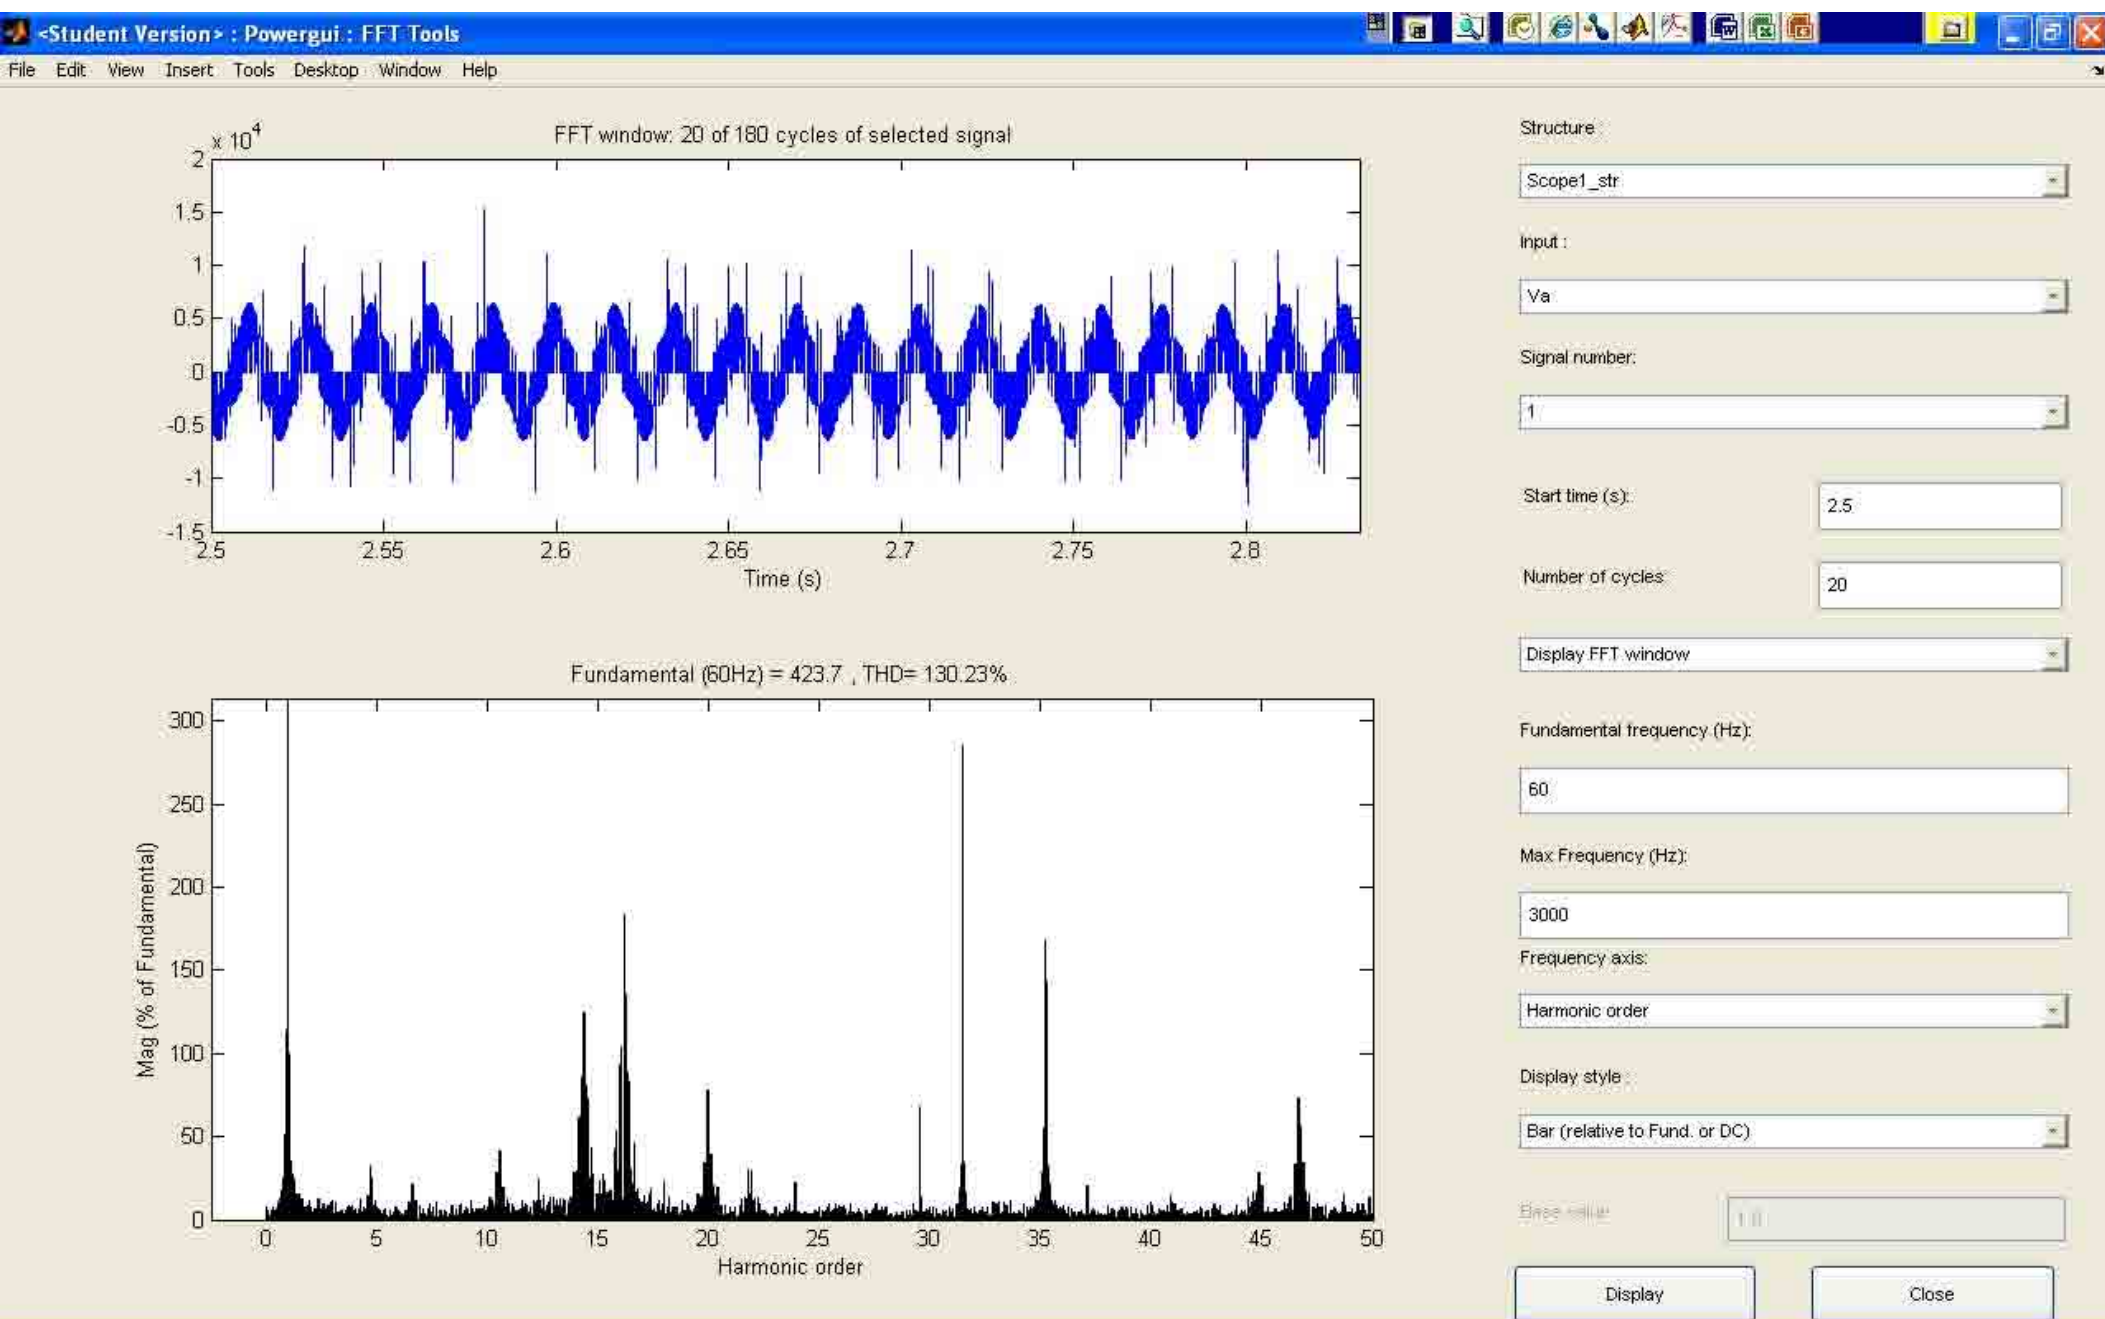 <Student Version> : Powergui : FFT Tools
File Edit View Insert Tools Desktop Window Help
x 10^4
FFT window: 20 of 180 cycles of selected signal
2
1.5
1
0.5
0
-0.5
-1
-1.5
2.5 2.55 2.6 2.65 2.7 2.75 2.8
Time (s)
Fundamental (60Hz) = 423.7 , THD= 130.23%
Mag (% of Fundamental)
300
250
200
150
100
50
0
0 5 10 15 20 25 30 35 40 45 50
Harmonic order
Structure :
Scope1_str
Input :
Va
Signal number:
1
Start time (s):
2.5
Number of cycles:
20
Display FFT window
Fundamental frequency (Hz):
60
Max Frequency (Hz):
3000
Frequency axis:
Harmonic order
Display style :
Bar (relative to Fund. or DC)
Base value:
1.0
Display Close